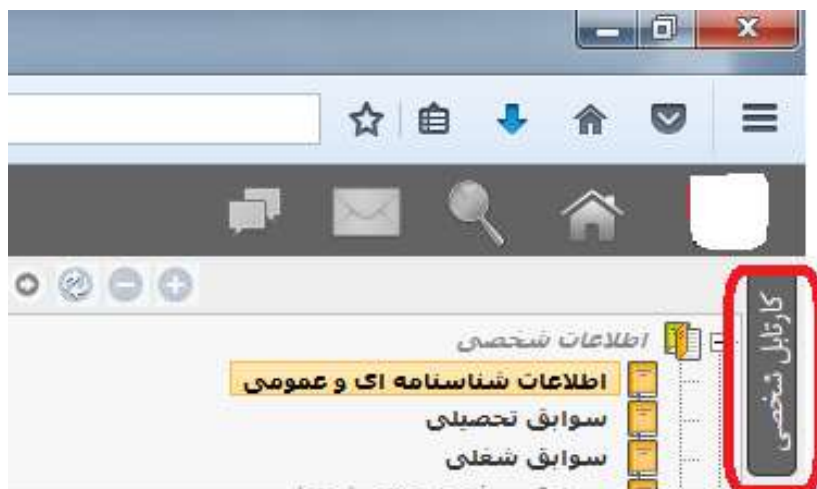 کارتابل شخصی
اطلاعات شخصی
اطلاعات شناسنامه ای و عمومی
سوابق تحصیلی
سوابق شغلی